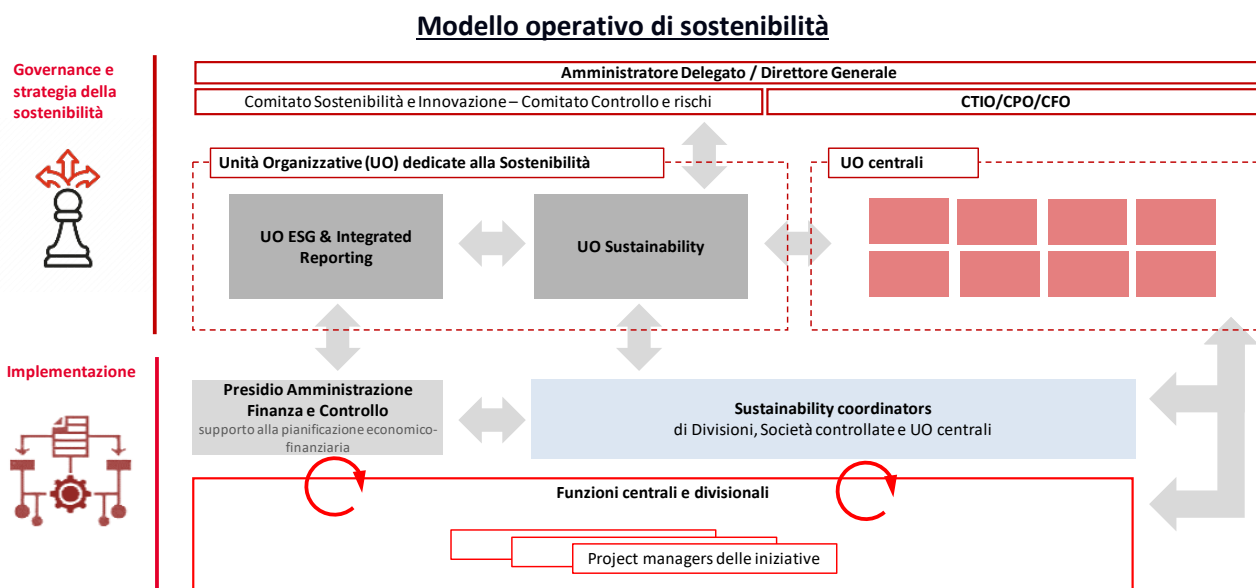 Modello operativo di sostenibilità
Governance e
strategia della
sostenibilità
Amministratore Delegato / Direttore Generale
Comitato Sostenibilità e Innovazione – Comitato Controllo e rischi
CTIO/CPO/CFO
Unità Organizzative (UO) dedicate alla Sostenibilità
UO centrali
UO ESG & Integrated
Reporting
UO Sustainability
Implementazione
Presidio Amministrazione
Finanza e Controllo
supporto alla pianificazione economico-
finanziaria
Sustainability coordinators
di Divisioni, Società controllate e UO centrali
Funzioni centrali e divisionali
Project managers delle iniziative